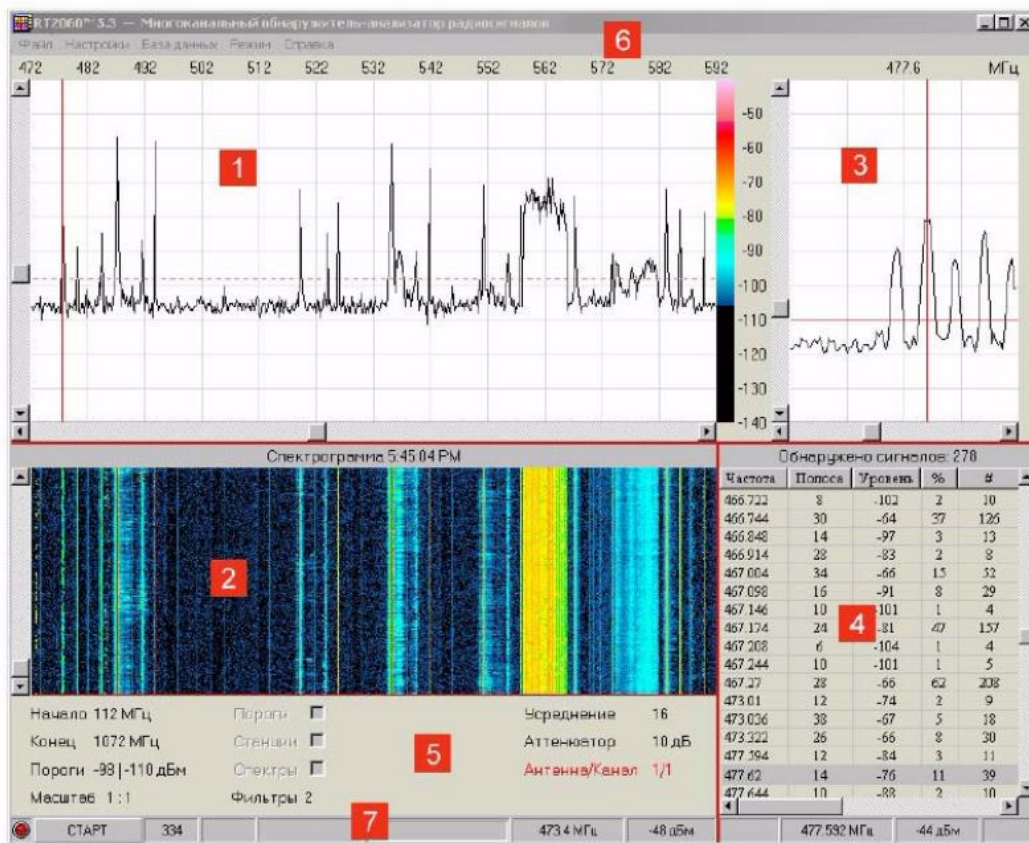 RT2060™ 5.3 — Многоканальный обнаружитель-анализатор радиосигналов
Файл Настройки База данных Режим Справка
6
472 482 492 502 512 522 532 542 552 562 572 582 592
477.6 МГц
1
3
-50
-60
-70
-80
-90
-100
-110
-120
-130
-140
Спектрограмма 5:45:04 PM
2
Обнаружено сигналов: 278
Частота Полоса Уровень % #
466.722 8 -102 2 10
466.744 30 -64 37 126
466.848 14 -97 3 13
466.914 28 -83 2 8
467.004 34 -66 15 52
467.098 16 -91 8 29
467.146 10 -101 1 4
467.174 24 -81 47 157
467.208 6 -104 1 4
467.244 10 -101 1 5
467.27 28 -66 62 208
473.01 12 -74 2 9
473.036 38 -67 5 18
473.322 26 -66 8 30
477.394 12 -84 3 11
477.62 14 -76 11 39
477.644 10 -88 2 10
4
Начало 112 МГц Пороги Усреднение 16
Конец 1072 МГц Станции Аттенюатор 10 дБ
5
Пороги -98|-110 дБм Спектры Антенна/Канал 1/1
Масштаб 1:1 Фильтры 2
7
СТАРТ 334 473.4 МГц -48 дБм 477.592 МГц -44 дБм